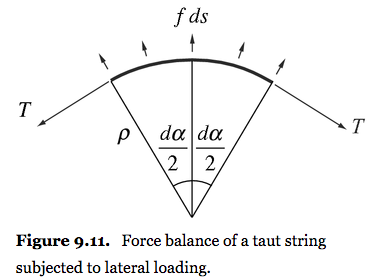 f ds
T
T
ρ
dα/2
dα/2
Figure 9.11. Force balance of a taut string
subjected to lateral loading.